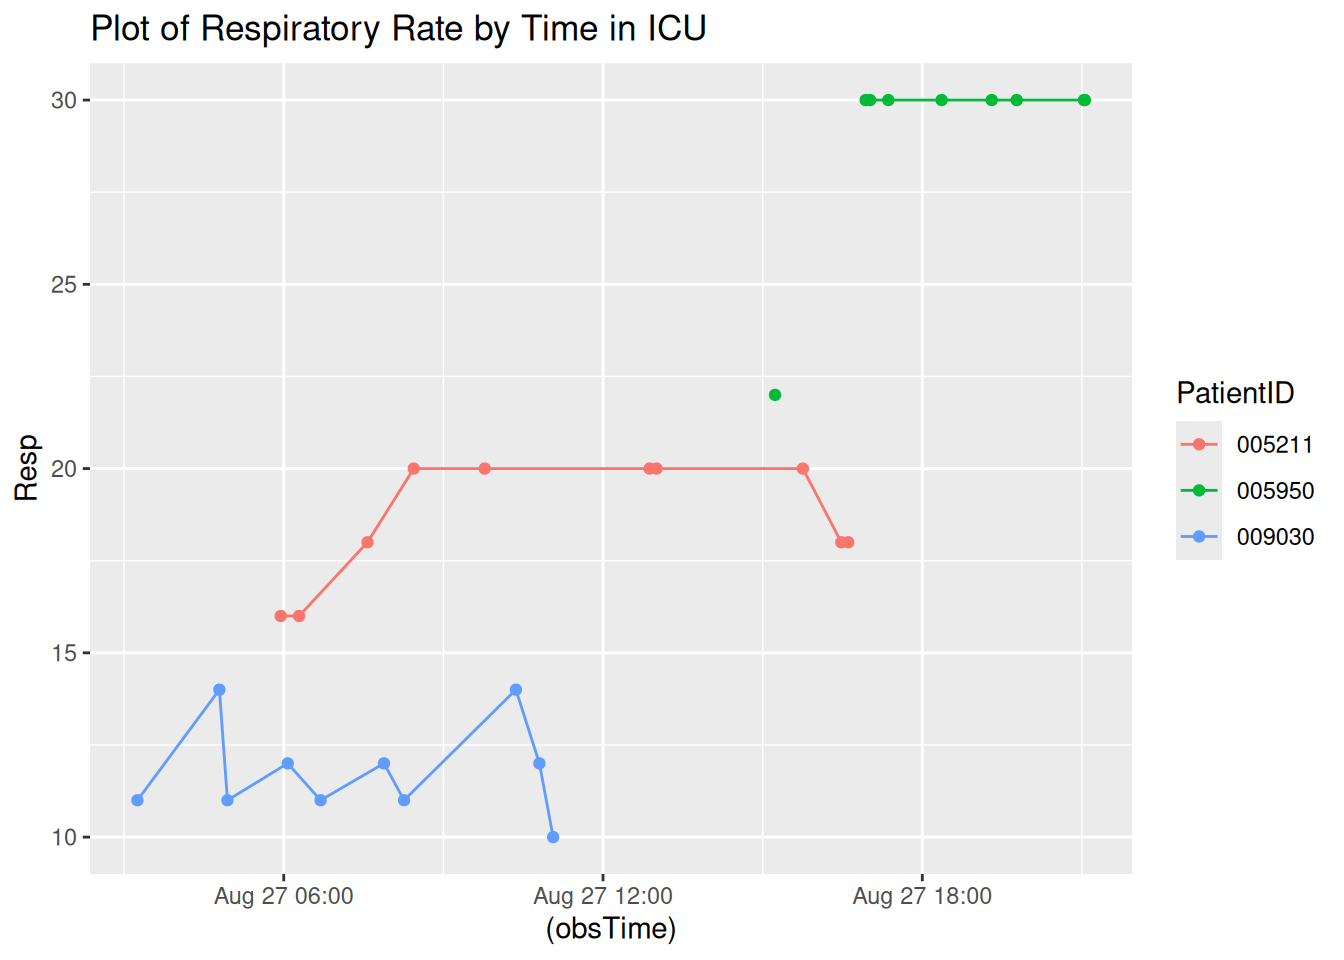 Plot of Respiratory Rate by Time in ICU
30
25
20
15
10
Resp
Aug 27 06:00
Aug 27 12:00
Aug 27 18:00
(obsTime)
PatientID
005211
005950
009030